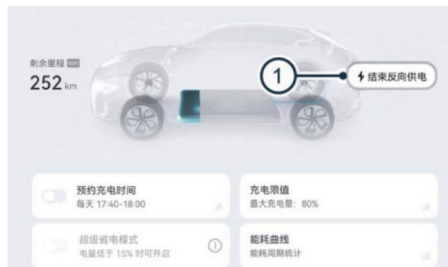 剩余里程
252 km
1
结束反向供电
预约充电时间
每天 17:40-18:00
充电限值
最大充电量：80%
超级省电模式
电量低于 15% 时可开启
能耗曲线
能耗周期统计